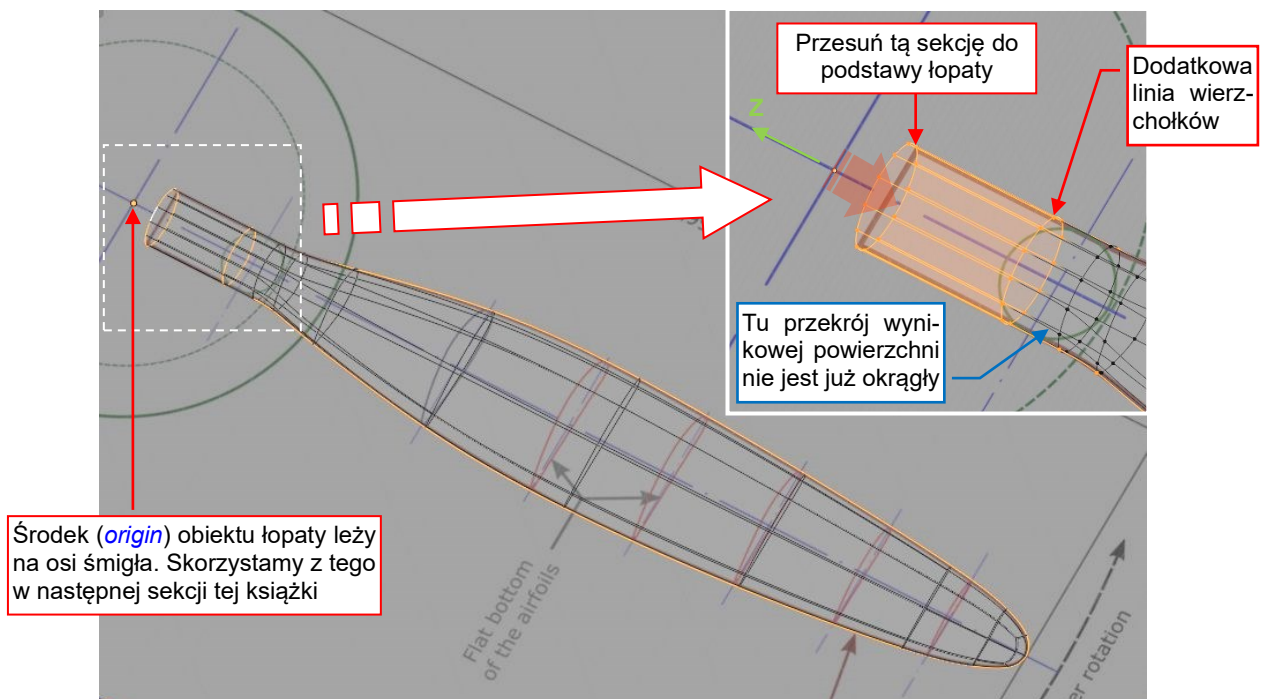 Przesuń tą sekcję do
podstawy łopaty
Dodatkowa
linia wierz-
chołków
Z
Tu przekrój wyni-
kowej powierzchni
nie jest już okrągły
Środek (origin) obiektu łopaty leży
na osi śmigła. Skorzystamy z tego
w następnej sekcji tej książki
Flat bottom
of the airfoils
rotation